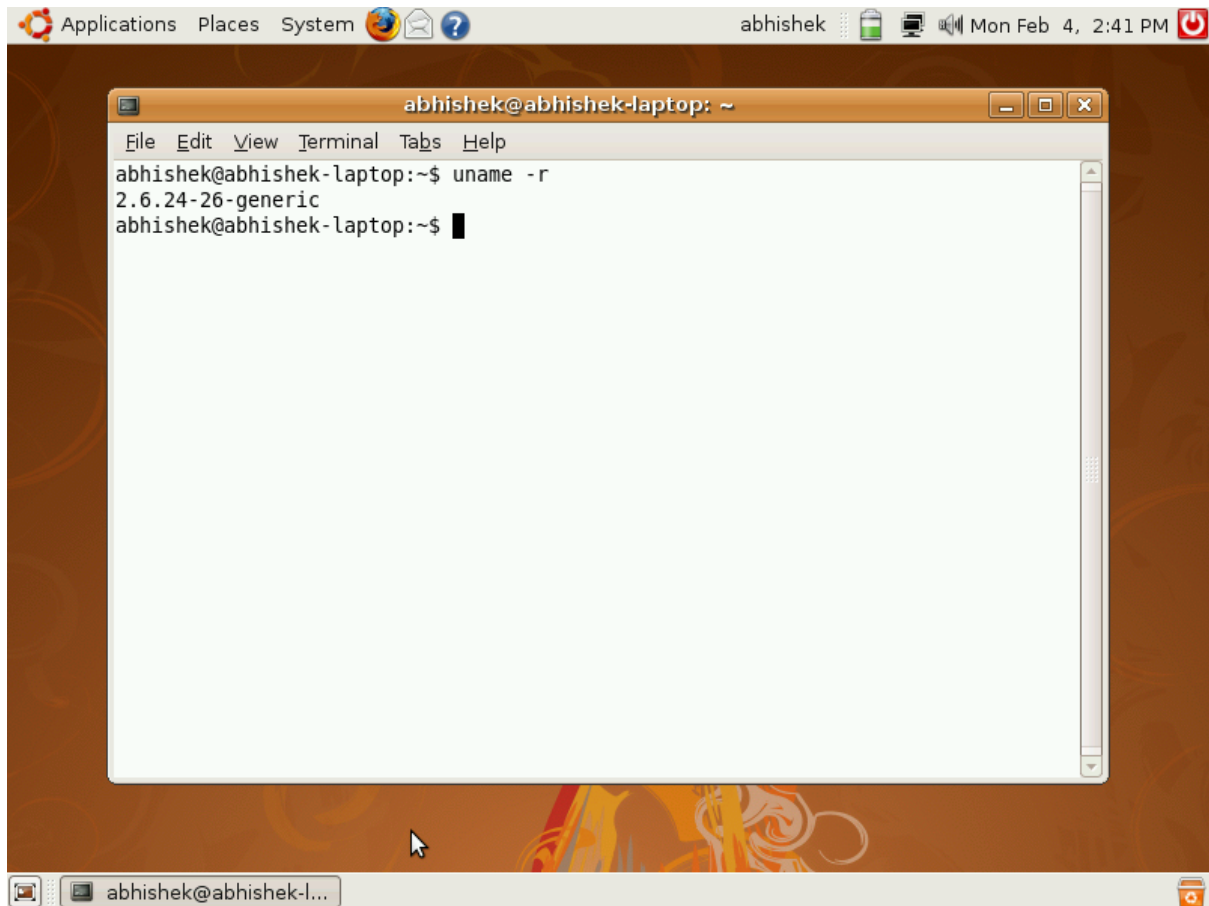 Applications Places System abhishek Mon Feb 4, 2:41 PM
abhishek@abhishek-laptop: ~
File Edit View Terminal Tabs Help
abhishek@abhishek-laptop:~$ uname -r
2.6.24-26-generic
abhishek@abhishek-laptop:~$
abhishek@abhishek-l...